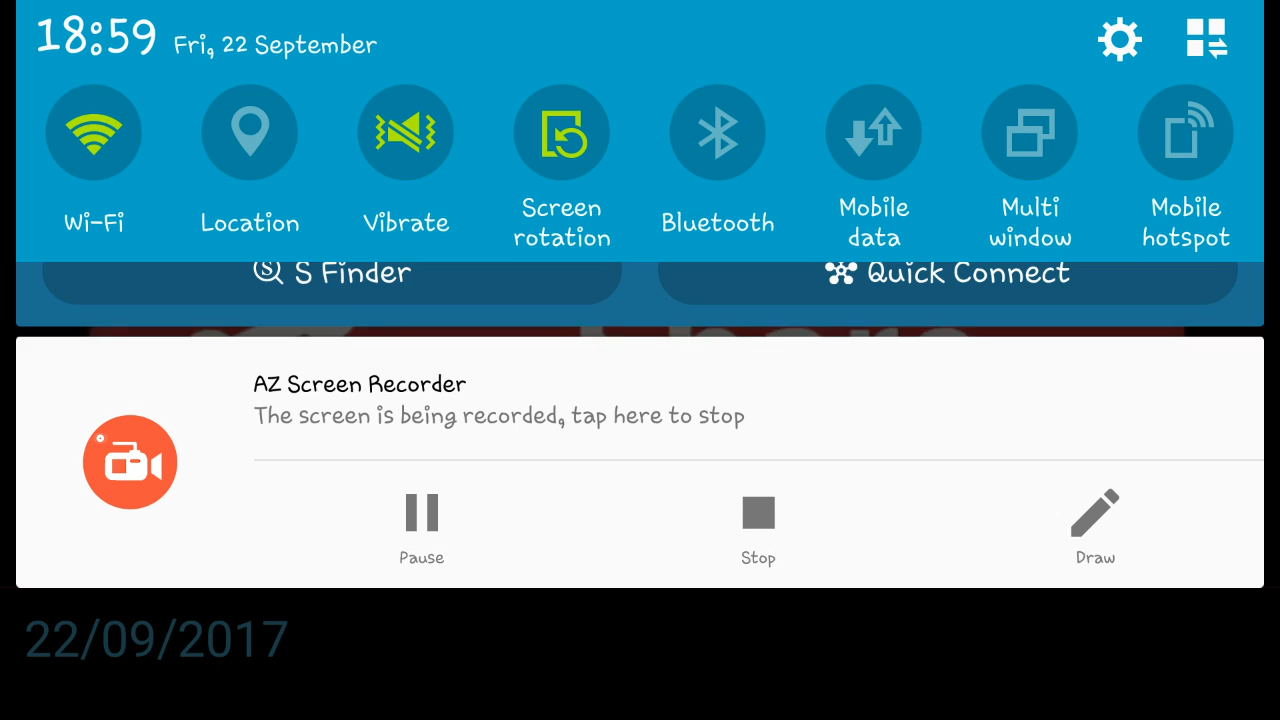 18:59 Fri, 22 September
Wi-Fi
Location
Vibrate
Screen
rotation
Bluetooth
Mobile
data
Multi
window
Mobile
hotspot
S Finder
Quick Connect
AZ Screen Recorder
The screen is being recorded, tap here to stop
Pause
Stop
Draw
22/09/2017